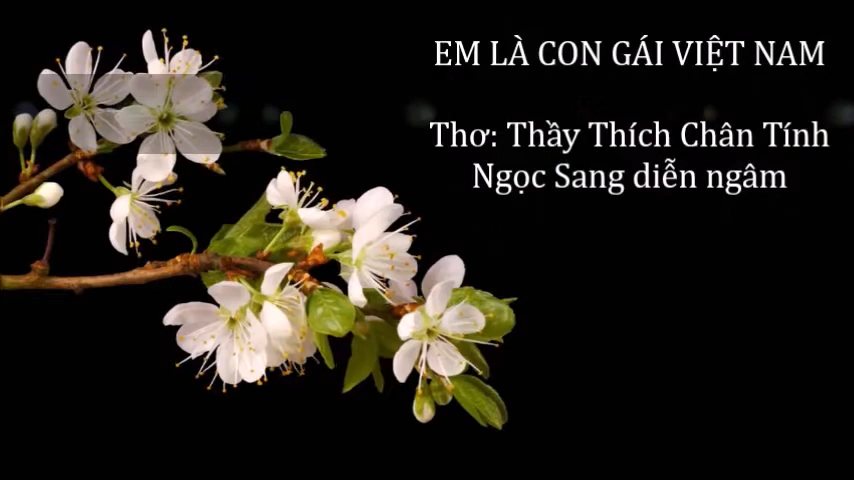 EM LÀ CON GÁI VIỆT NAM
Thơ: Thầy Thích Chân Tính
Ngọc Sang diễn ngâm